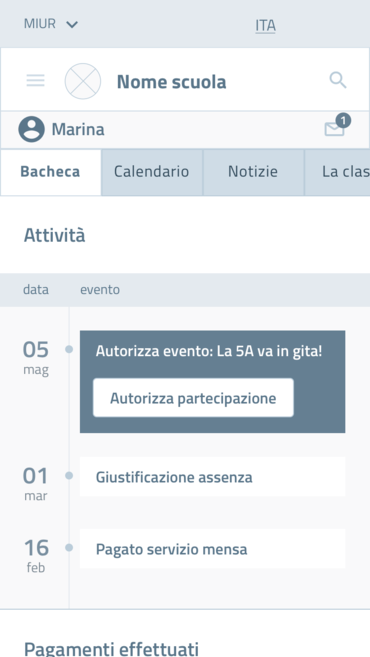 MIUR
ITA
Nome scuola
Marina
1
Bacheca Calendario Notizie La clas
Attività
data evento
05 mag
Autorizza evento: La 5A va in gita!
Autorizza partecipazione
01 mar
Giustificazione assenza
16 feb
Pagato servizio mensa
Pagamenti effettuati